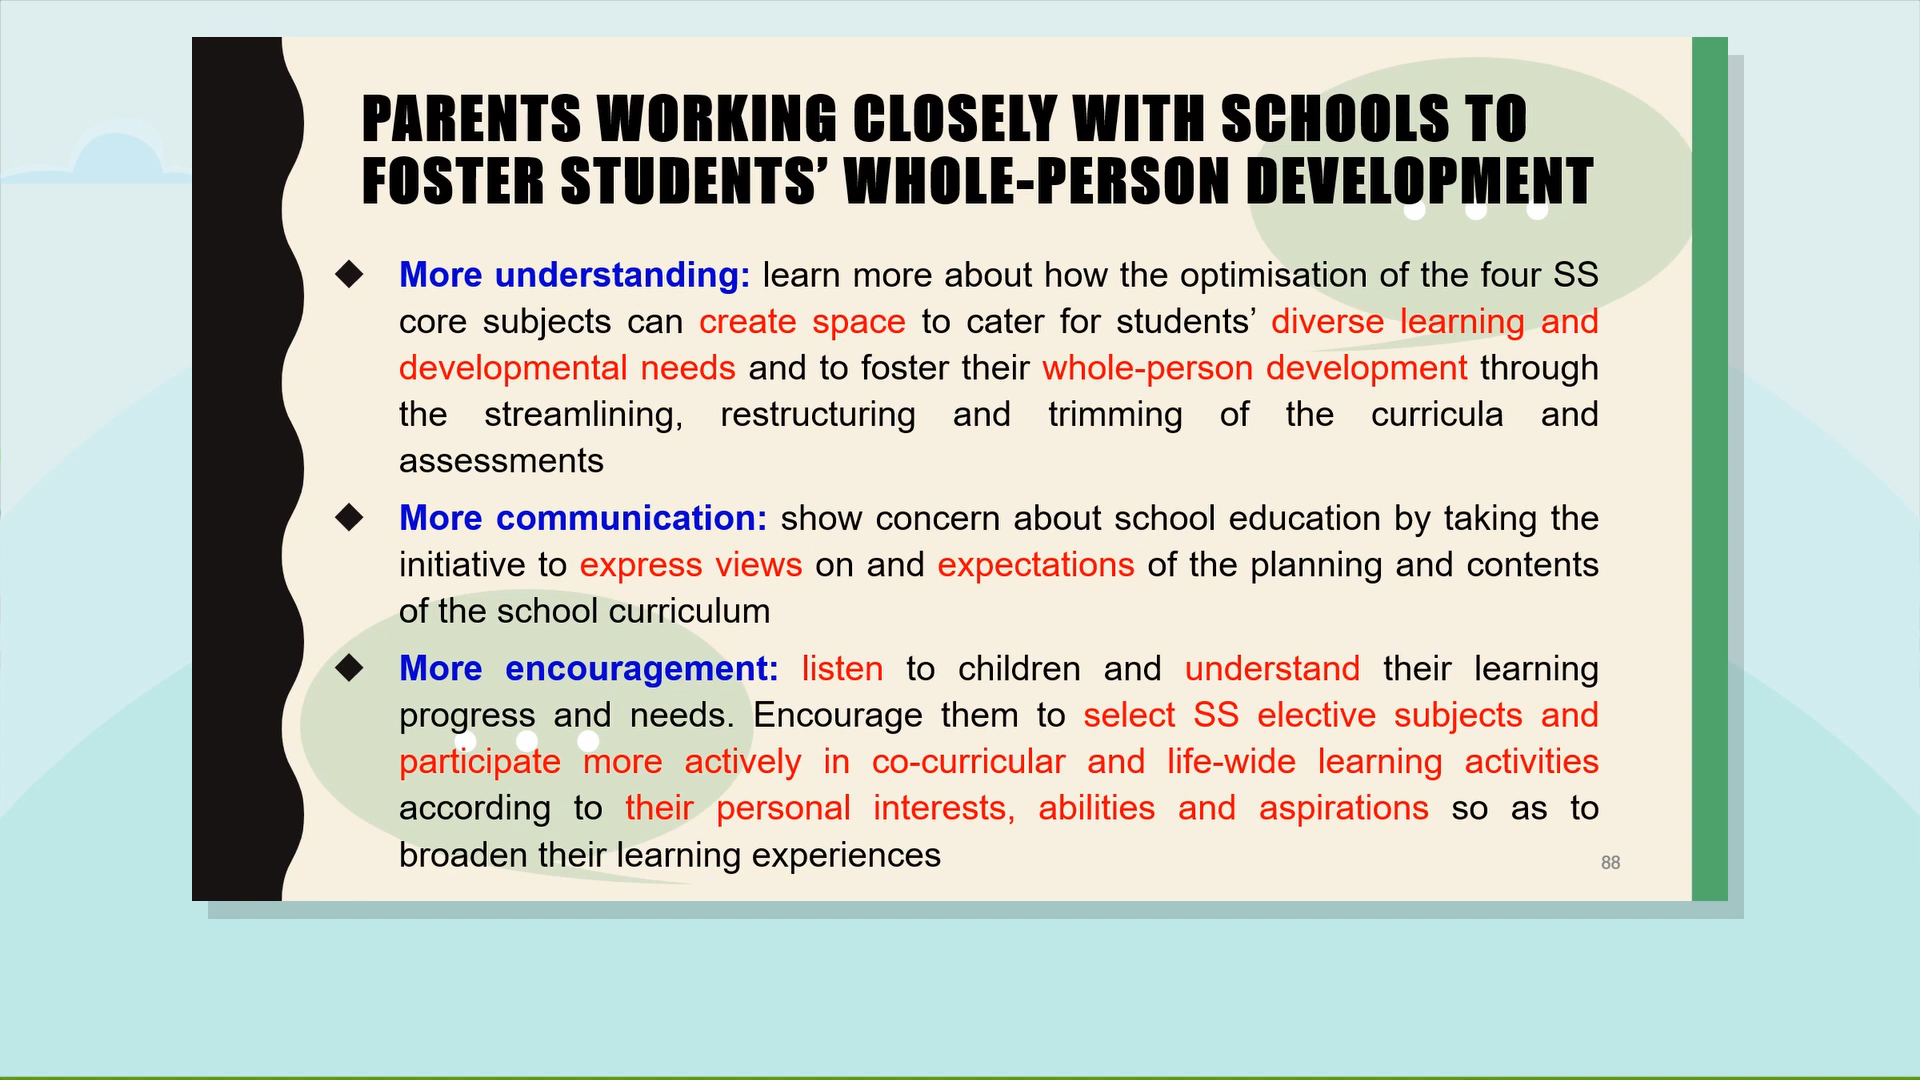 PARENTS WORKING CLOSELY WITH SCHOOLS TO
FOSTER STUDENTS’ WHOLE-PERSON DEVELOPMENT
◆ More understanding: learn more about how the optimisation of the four SS
core subjects can create space to cater for students’ diverse learning and
developmental needs and to foster their whole-person development through
the streamlining, restructuring and trimming of the curricula and
assessments
◆ More communication: show concern about school education by taking the
initiative to express views on and expectations of the planning and contents
of the school curriculum
◆ More encouragement: listen to children and understand their learning
progress and needs. Encourage them to select SS elective subjects and
participate more actively in co-curricular and life-wide learning activities
according to their personal interests, abilities and aspirations so as to
broaden their learning experiences
88